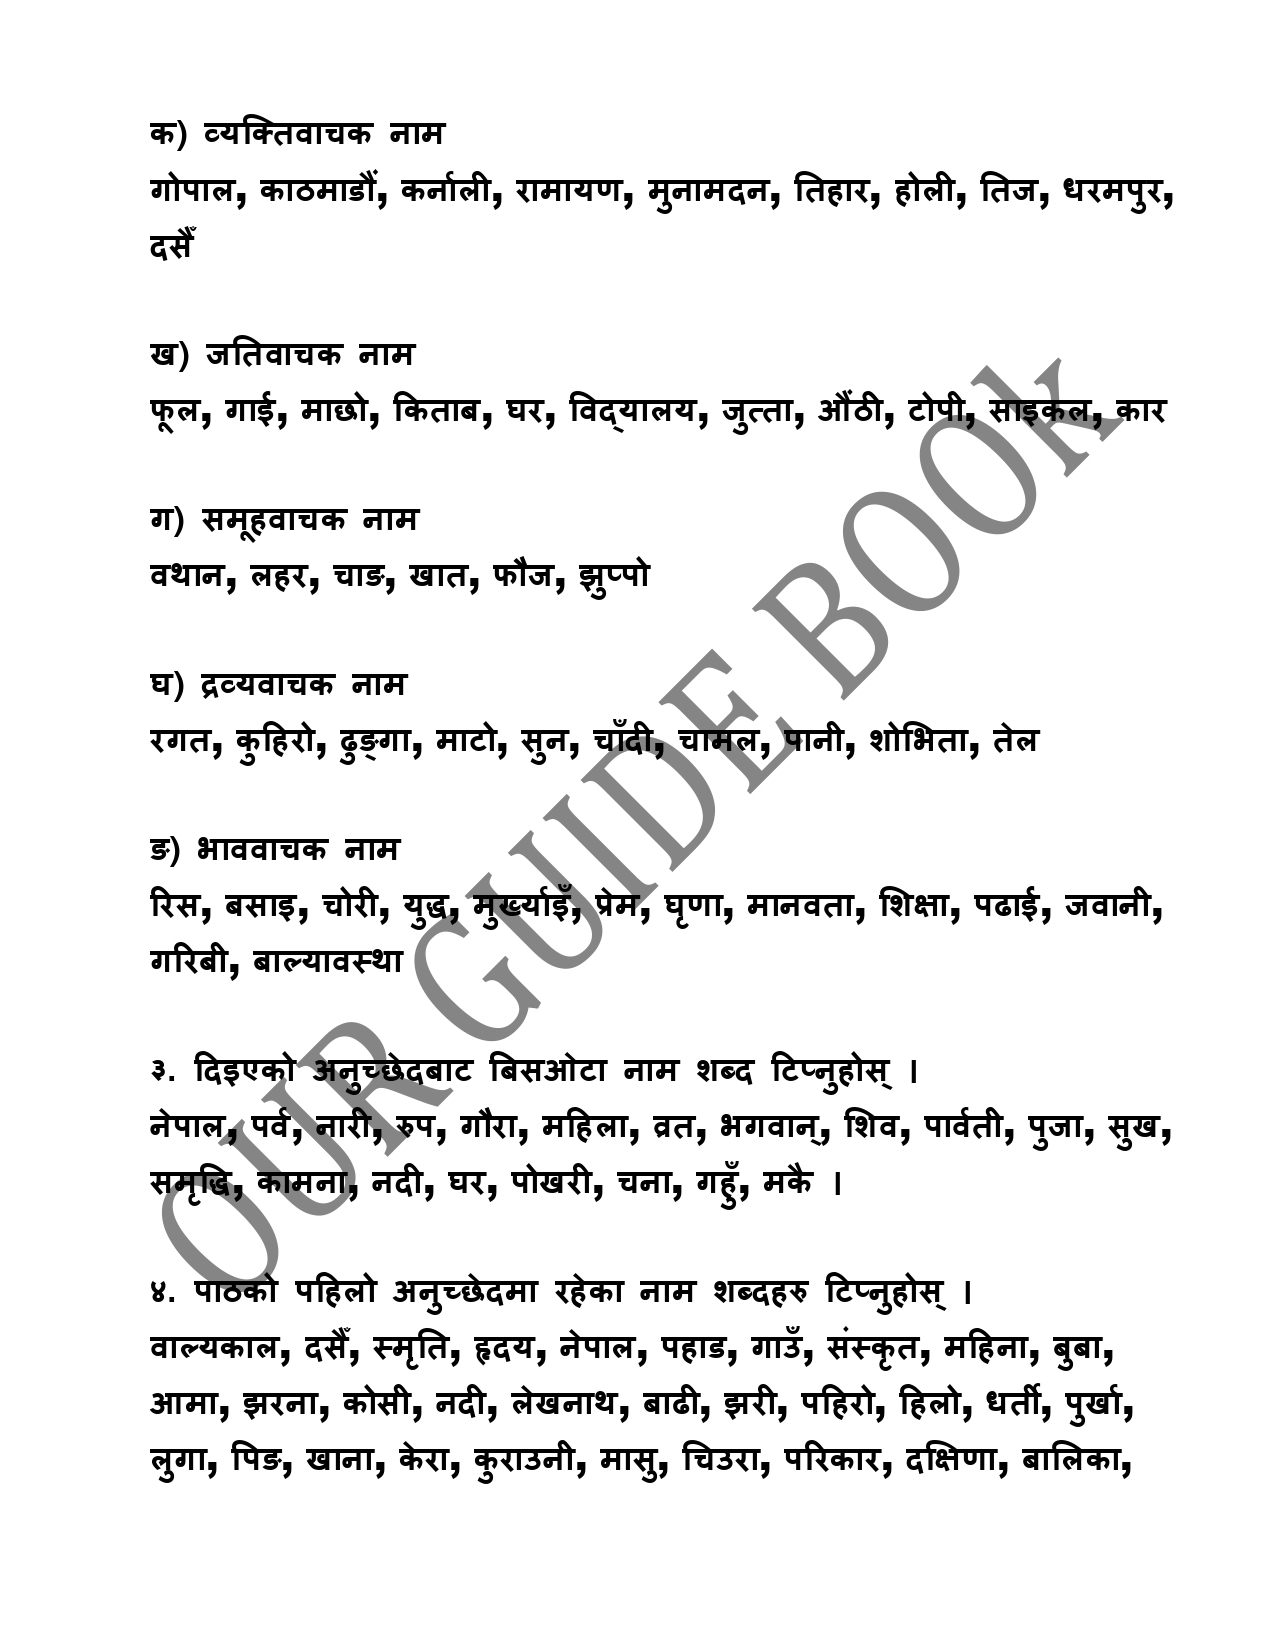 क) व्यक्तिवाचक नाम
गोपाल, काठमाडौं, कर्नाली, रामायण, मुनामदन, तिहार, होली, तिज, धरमपुर,
दसैँ
ख) जतिवाचक नाम
फूल, गाई, माछो, किताब, घर, विद्‌यालय, जुत्ता, औंठी, टोपी, साइकल, कार
ग) समूहवाचक नाम
वथान, लहर, चाङ, खात, फौज, झुप्पो
घ) द्रव्यवाचक नाम
रगत, कुहिरो, ढुङ्गा, माटो, सुन, चाँदी, चामल, पानी, शोभिता, तेल
ङ) भाववाचक नाम
रिस, बसाइ, चोरी, युद्ध, मुर्ख्याइँ, प्रेम, घृणा, मानवता, शिक्षा, पढाई, जवानी,
गरिबी, बाल्यावस्था
३. दिइएको अनुच्छेदबाट बिसओटा नाम शब्द टिप्नुहोस् ।
नेपाल, पर्व, नारी, रुप, गौरा, महिला, व्रत, भगवान्, शिव, पार्वती, पुजा, सुख,
समृद्धि, कामना, नदी, घर, पोखरी, चना, गहुँ, मकै ।
४. पाठको पहिलो अनुच्छेदमा रहेका नाम शब्दहरु टिप्नुहोस् ।
वाल्यकाल, दसैँ, स्मृति, हृदय, नेपाल, पहाड, गाउँ, संस्कृत, महिना, बुबा,
आमा, झरना, कोसी, नदी, लेखनाथ, बाढी, झरी, पहिरो, हिलो, धर्ती, पुर्खा,
लुगा, पिङ, खाना, केरा, कुराउनी, मासु, चिउरा, परिकार, दक्षिणा, बालिका,
OUR GUIDE BOOK